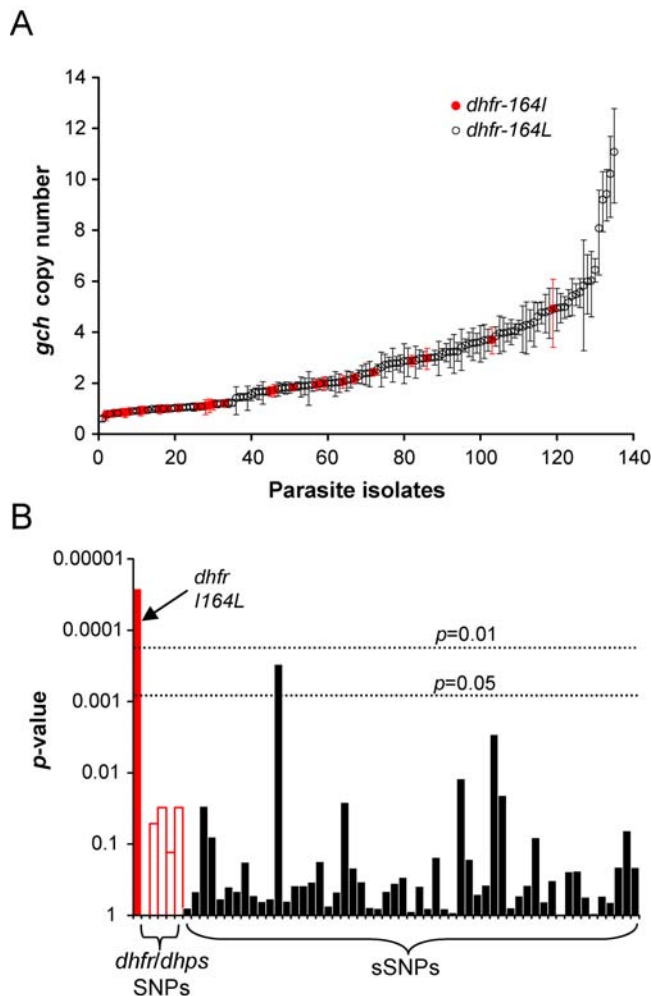 A
14
12
10
8
6
4
2
0
gch copy number
dhfr-164I
dhfr-164L
0 20 40 60 80 100 120 140
Parasite isolates
B
0.00001
0.0001
0.001
0.01
0.1
1
p-value
dhfr
I164L
p=0.01
p=0.05
dhfr/dhps
SNPs
sSNPs